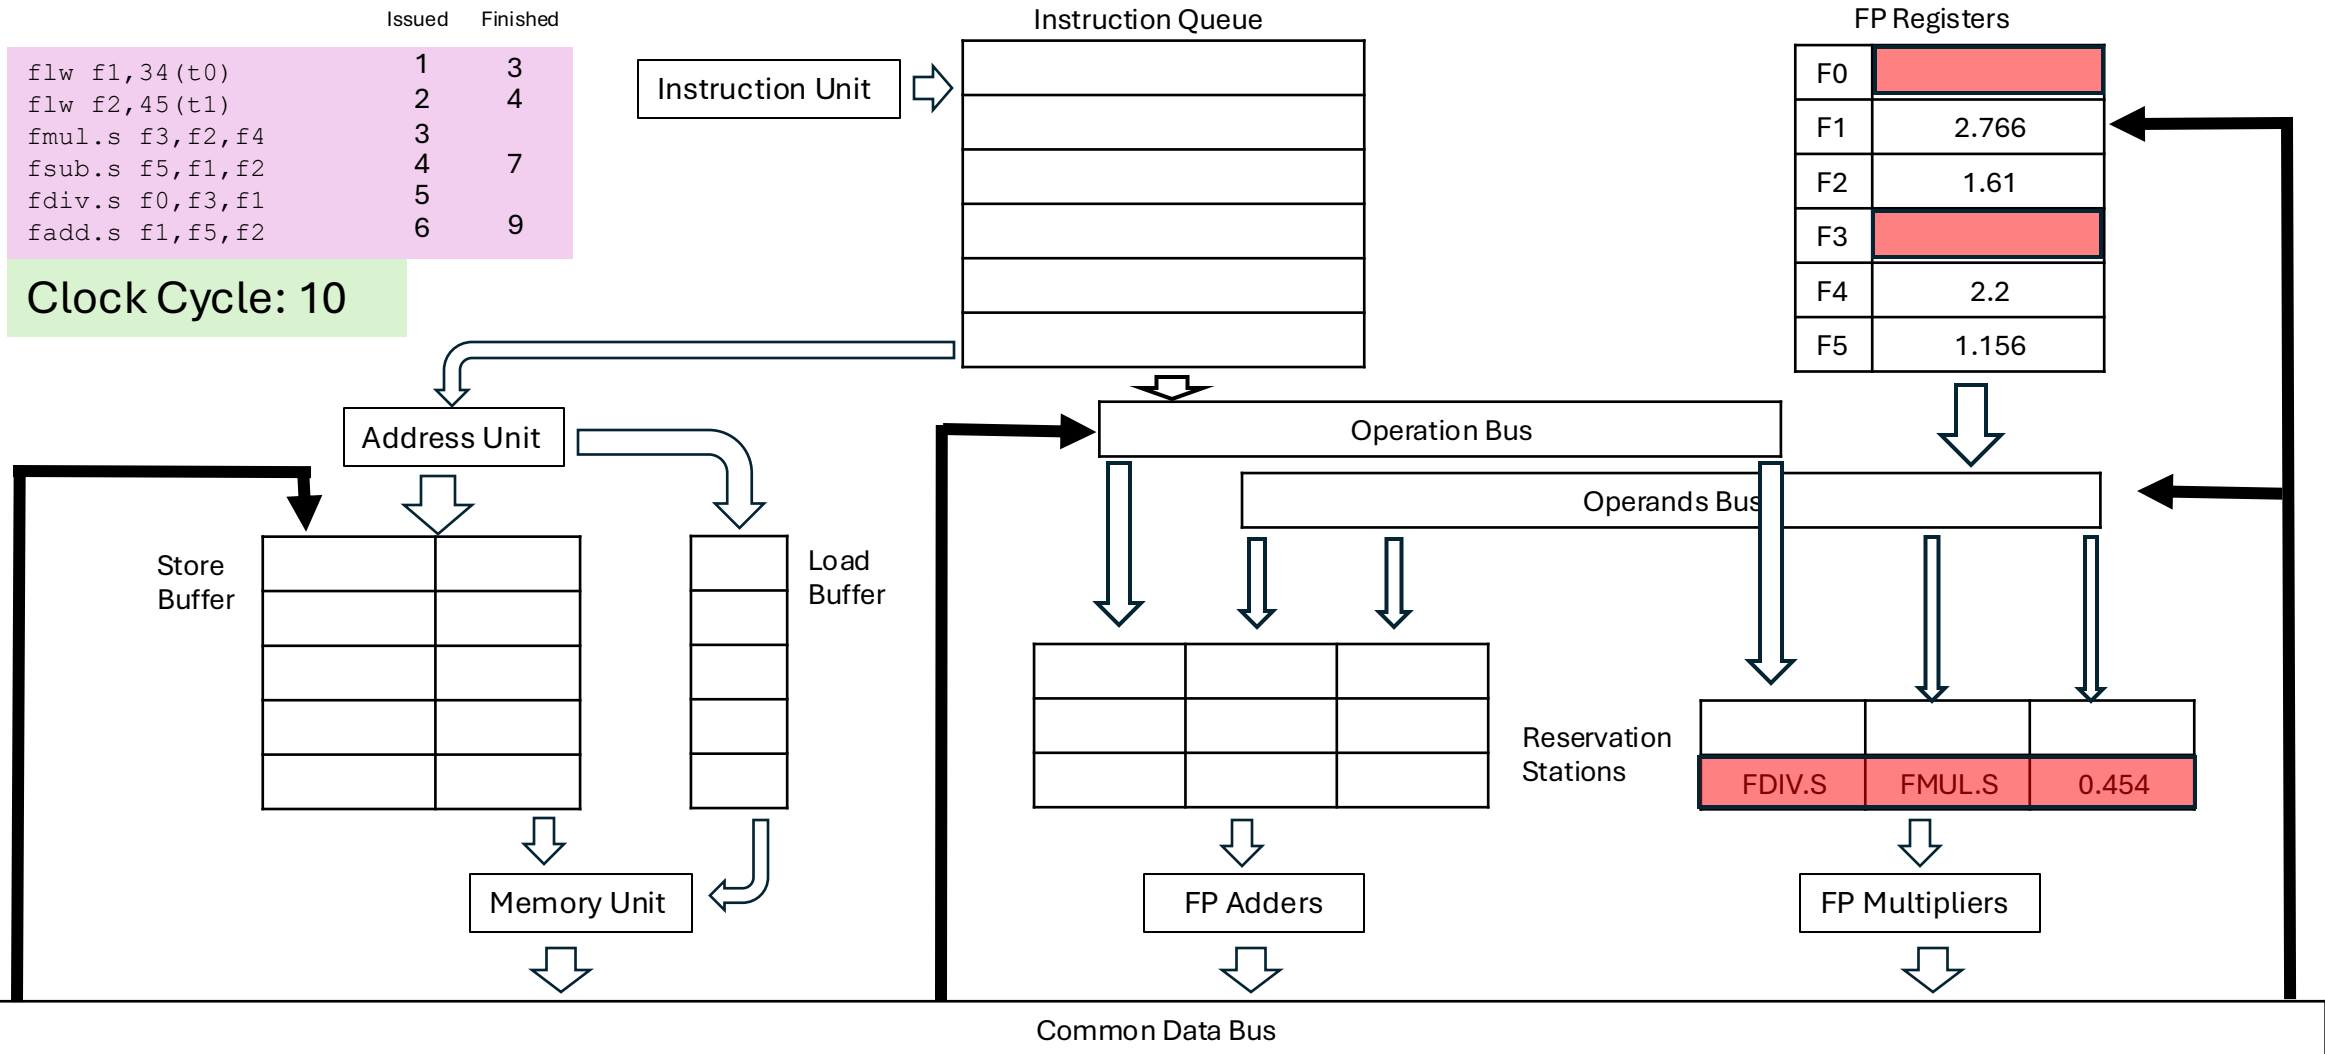 Issued Finished
flw f1,34(t0) 1 3
flw f2,45(t1) 2 4
fmul.s f3,f2,f4 3
fsub.s f5,f1,f2 4 7
fdiv.s f0,f3,f1 5
fadd.s f1,f5,f2 6 9
Clock Cycle: 10
Instruction Queue
Instruction Unit
FP Registers
F0
F1 2.766
F2 1.61
F3
F4 2.2
F5 1.156
Address Unit
Operation Bus
Operands Bus
Store
Buffer
Load
Buffer
Reservation
Stations
FDIV.S FMUL.S 0.454
Memory Unit
FP Adders
FP Multipliers
Common Data Bus